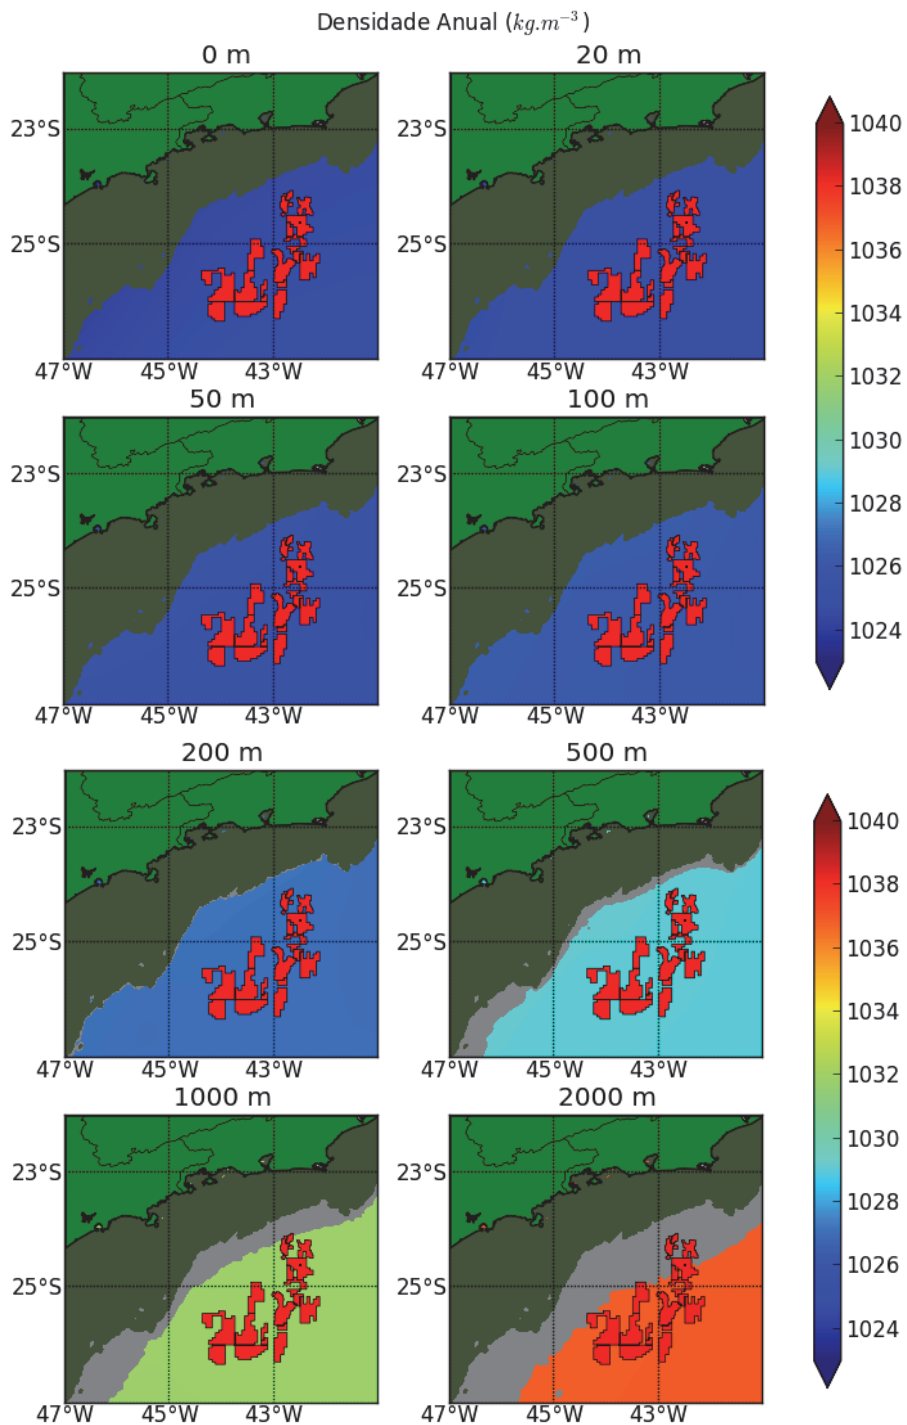 Densidade Anual (kg.m⁻³)
0 m
20 m
23°S
25°S
47°W 45°W 43°W
23°S
25°S
47°W 45°W 43°W
1040
1038
1036
1034
1032
1030
1028
1026
1024
50 m
100 m
23°S
25°S
47°W 45°W 43°W
23°S
25°S
47°W 45°W 43°W
200 m
500 m
23°S
25°S
47°W 45°W 43°W
23°S
25°S
47°W 45°W 43°W
1040
1038
1036
1034
1032
1030
1028
1026
1024
1000 m
2000 m
23°S
25°S
47°W 45°W 43°W
23°S
25°S
47°W 45°W 43°W